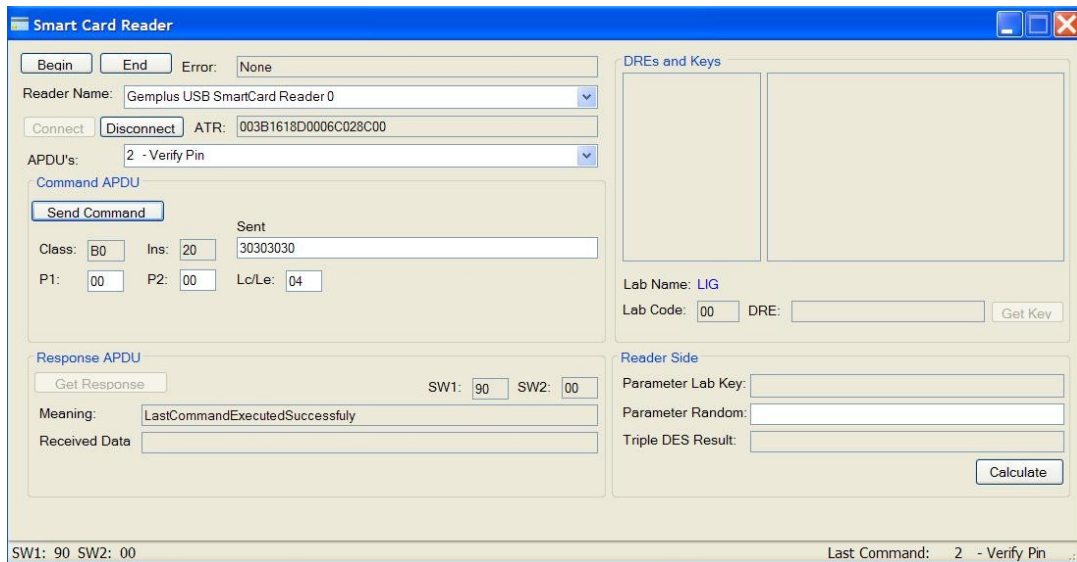 Smart Card Reader
Begin End Error: None
Reader Name: Gemplus USB SmartCard Reader 0
Connect Disconnect ATR: 003B1618D0006C028C00
APDU's: 2 - Verify Pin
Command APDU
Send Command
Sent
Class: B0 Ins: 20 30303030
P1: 00 P2: 00 Lc/Le: 04
Response APDU
Get Response SW1: 90 SW2: 00
Meaning: LastCommandExecutedSuccessfuly
Received Data
DREs and Keys
Lab Name: LIG
Lab Code: 00 DRE: Get Key
Reader Side
Parameter Lab Key:
Parameter Random:
Triple DES Result:
Calculate
SW1: 90 SW2: 00 Last Command: 2 - Verify Pin